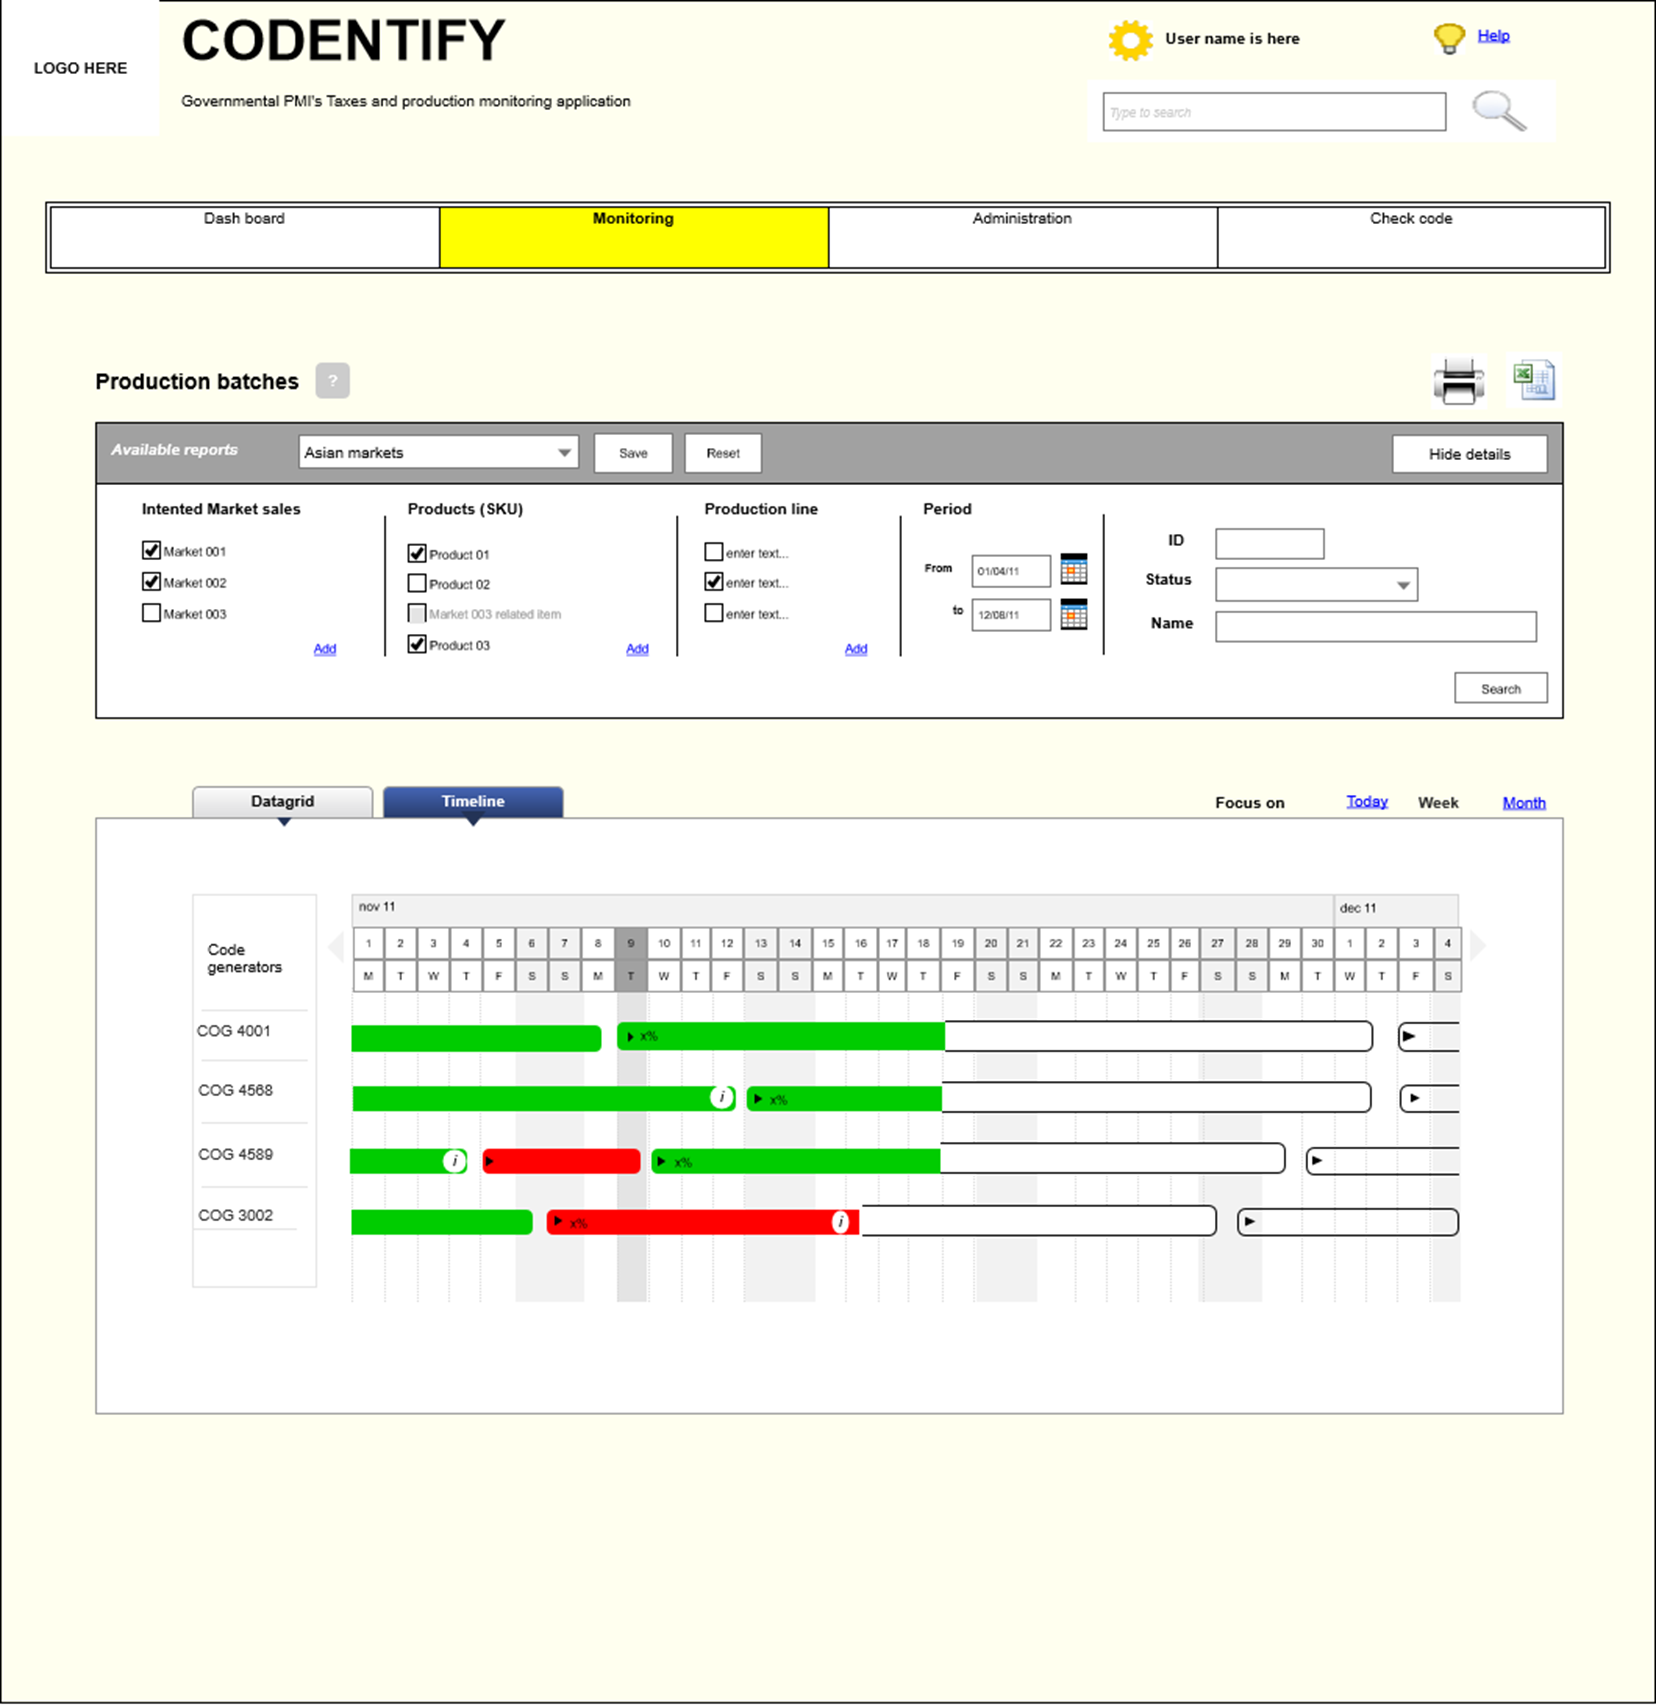 LOGO HERE
CODENTIFY
Governmental PMI's Taxes and production monitoring application
User name is here
Help
Type to search
Dash board Monitoring Administration Check code
Production batches ?
Available reports Asian markets Save Reset Hide details
Intented Market sales
Market 001
Market 002
Market 003
Add
Products (SKU)
Product 01
Product 02
Market 003 related item
Product 03
Add
Production line
enter text...
enter text...
enter text...
Add
Period
From 01/04/11
to 12/08/11
ID
Status
Name
Search
Datagrid Timeline Focus on Today Week Month
nov 11 dec 11
Code
generators
1 2 3 4 5 6 7 8 9 10 11 12 13 14 15 16 17 18 19 20 21 22 23 24 25 26 27 28 29 30 1 2 3 4
M T W T F S S M T W T F S S M T W T F S S M T W T F S S M T W T F S
COG 4001 x%
COG 4568 i x%
COG 4589 i x%
COG 3002 x% i